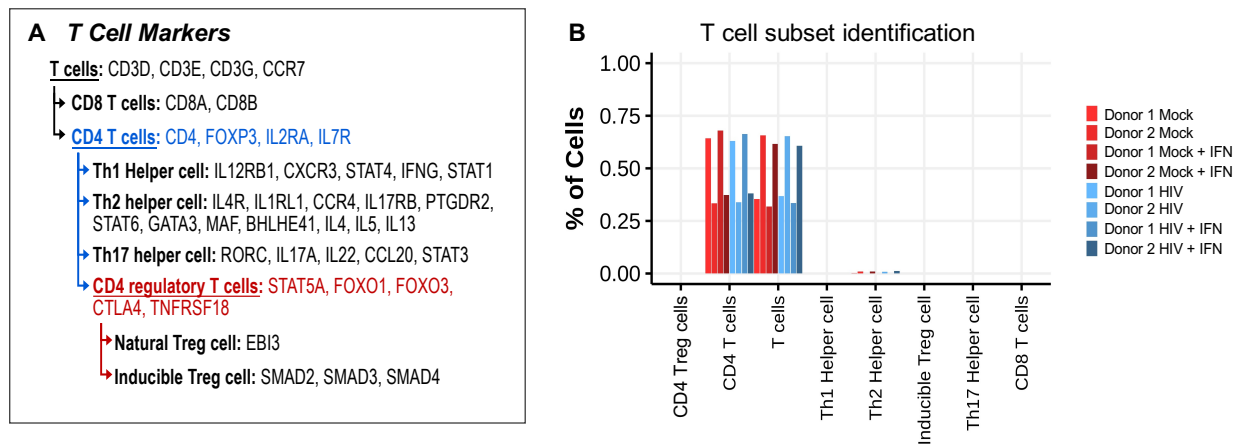 A T Cell Markers
T cells: CD3D, CD3E, CD3G, CCR7
CD8 T cells: CD8A, CD8B
CD4 T cells: CD4, FOXP3, IL2RA, IL7R
Th1 Helper cell: IL12RB1, CXCR3, STAT4, IFNG, STAT1
Th2 helper cell: IL4R, IL1RL1, CCR4, IL17RB, PTGDR2,
STAT6, GATA3, MAF, BHLHE41, IL4, IL5, IL13
Th17 helper cell: RORC, IL17A, IL22, CCL20, STAT3
CD4 regulatory T cells: STAT5A, FOXO1, FOXO3,
CTLA4, TNFRSF18
Natural Treg cell: EBI3
Inducible Treg cell: SMAD2, SMAD3, SMAD4
B T cell subset identification
% of Cells
1.00
0.75
0.50
0.25
0.00
CD4 Treg cells
CD4 T cells
T cells
Th1 Helper cell
Th2 Helper cell
Inducible Treg cell
Th17 Helper cell
CD8 T cells
Donor 1 Mock
Donor 2 Mock
Donor 1 Mock + IFN
Donor 2 Mock + IFN
Donor 1 HIV
Donor 2 HIV
Donor 1 HIV + IFN
Donor 2 HIV + IFN